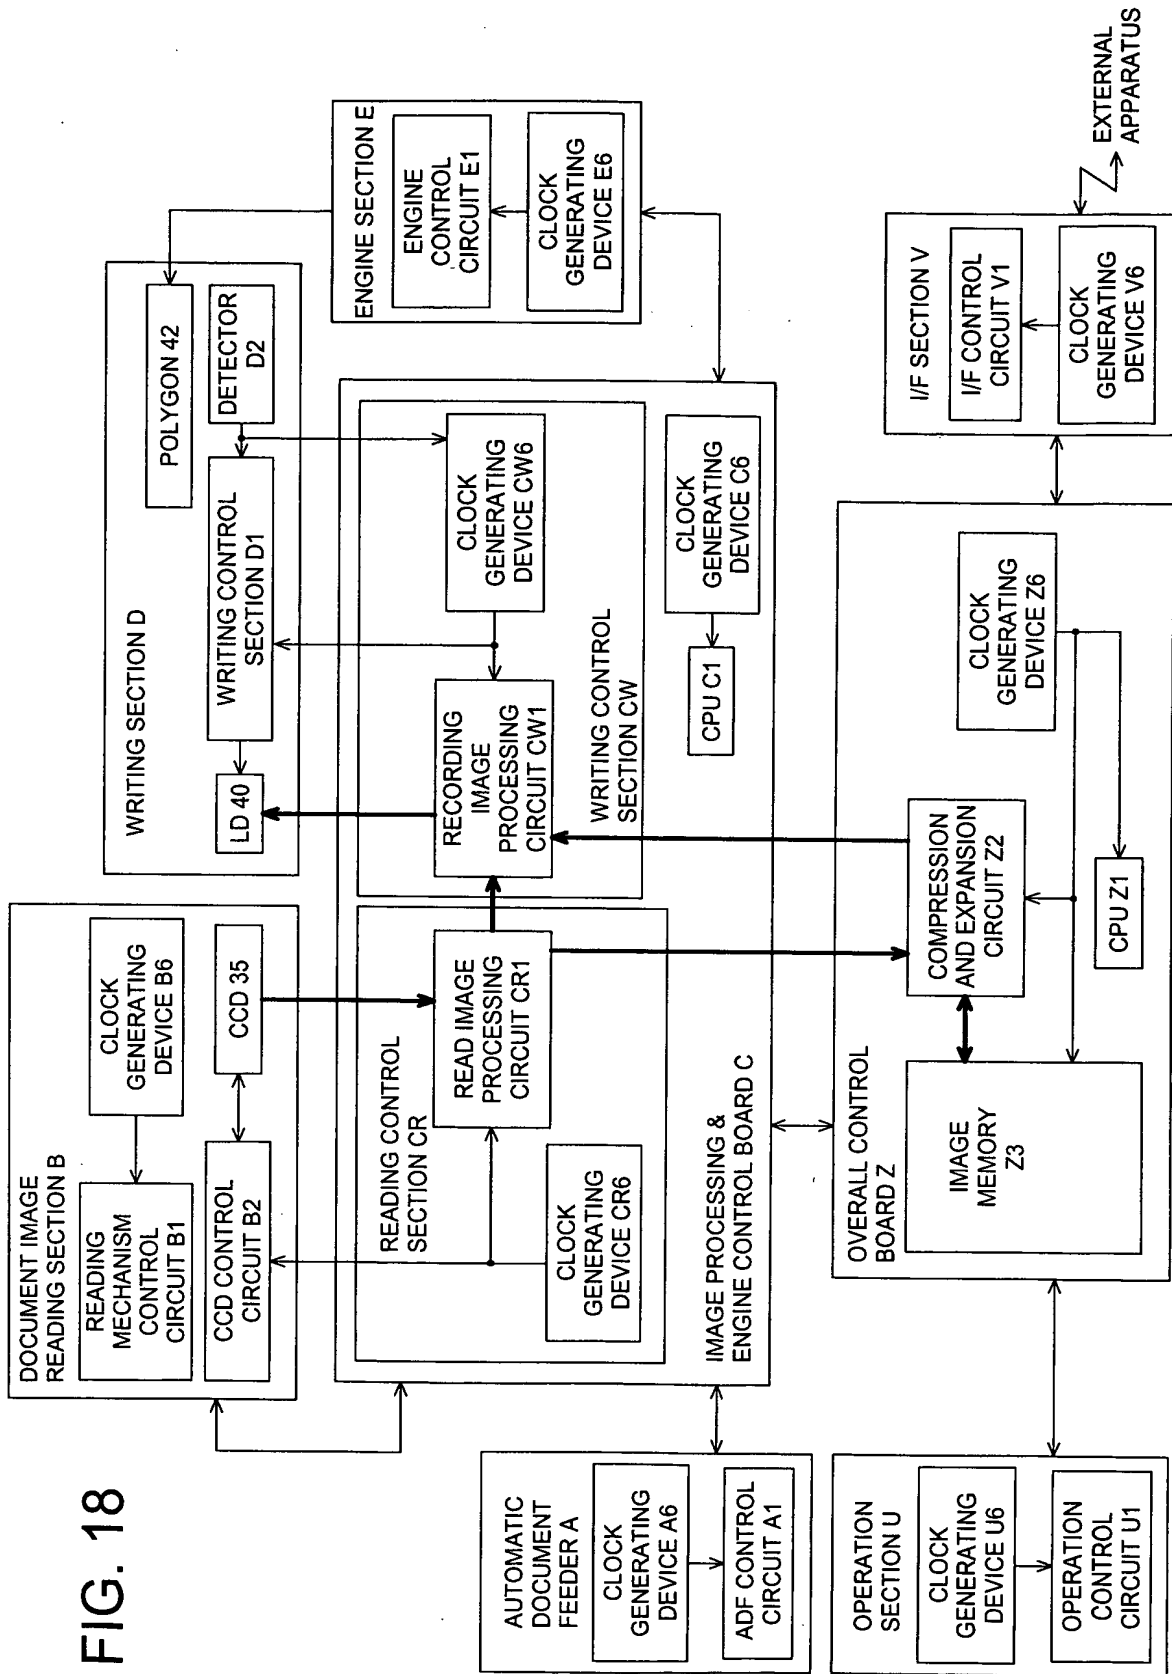 FIG. 18
DOCUMENT IMAGE
READING SECTION B
READING
MECHANISM
CONTROL
CIRCUIT B1
CLOCK
GENERATING
DEVICE B6
CCD CONTROL
CIRCUIT B2
CCD 35
WRITING SECTION D
LD 40
WRITING CONTROL
SECTION D1
POLYGON 42
DETECTOR
D2
ENGINE SECTION E
ENGINE
CONTROL
CIRCUIT E1
CLOCK
GENERATING
DEVICE E6
READING CONTROL
SECTION CR
READ IMAGE
PROCESSING
CIRCUIT CR1
CLOCK
GENERATING
DEVICE CR6
RECORDING
IMAGE
PROCESSING
CIRCUIT CW1
CLOCK
GENERATING
DEVICE CW6
WRITING CONTROL
SECTION CW
IMAGE PROCESSING &
ENGINE CONTROL BOARD C
CPU C1
CLOCK
GENERATING
DEVICE C6
AUTOMATIC
DOCUMENT
FEEDER A
CLOCK
GENERATING
DEVICE A6
ADF CONTROL
CIRCUIT A1
OPERATION
SECTION U
CLOCK
GENERATING
DEVICE U6
OPERATION
CONTROL
CIRCUIT U1
OVERALL CONTROL
BOARD Z
IMAGE
MEMORY
Z3
COMPRESSION
AND EXPANSION
CIRCUIT Z2
CLOCK
GENERATING
DEVICE Z6
CPU Z1
I/F SECTION V
I/F CONTROL
CIRCUIT V1
CLOCK
GENERATING
DEVICE V6
EXTERNAL
APPARATUS